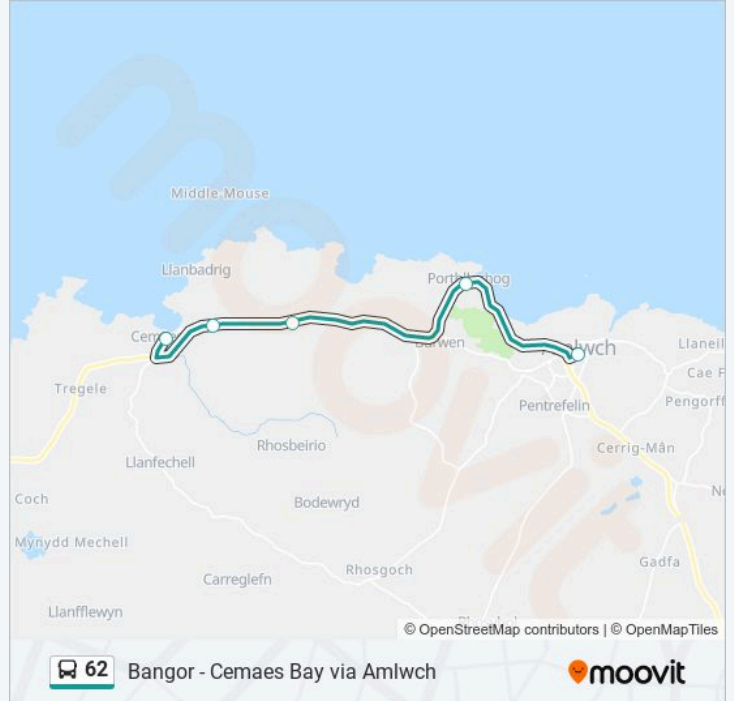 Middle Mouse
Llanbadrig
Burwen
Amlwch
Llaneil
Cae F
Tregele
Pentrefelin
Pengorff
Rhosbeirio
Cerrig-Mân
Llanfechell
Bodewryd
Coch
Mynydd Mechell
Rhosgoch
Gadfa
Carreglefn
Llanfflewyn
© OpenStreetMap contributors | © OpenMapTiles
62 Bangor - Cemaes Bay via Amlwch
moovit